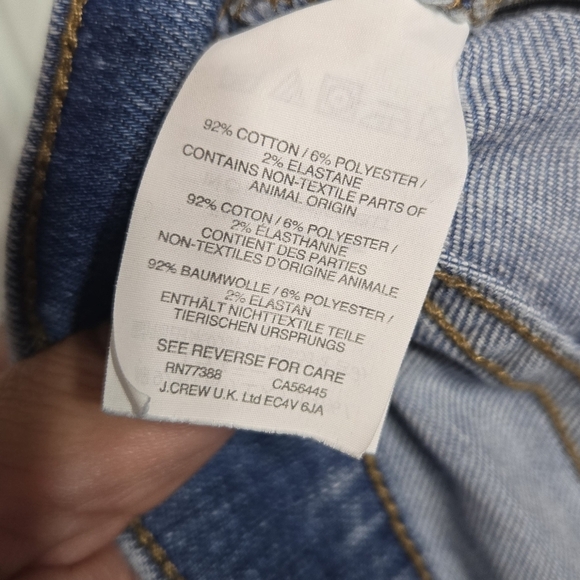 92% COTTON / 6% POLYESTER /
2% ELASTANE
CONTAINS NON-TEXTILE PARTS OF
ANIMAL ORIGIN
92% COTON / 6% POLYESTER /
2% ÉLASTHANNE
CONTIENT DES PARTIES
NON-TEXTILES D'ORIGINE ANIMALE
92% BAUMWOLLE / 6% POLYESTER /
2% ELASTAN
ENTHÄLT NICHTTEXTILE TEILE
TIERISCHEN URSPRUNGS
SEE REVERSE FOR CARE
RN77388 CA56445
J.CREW U.K. Ltd EC4V 6JA